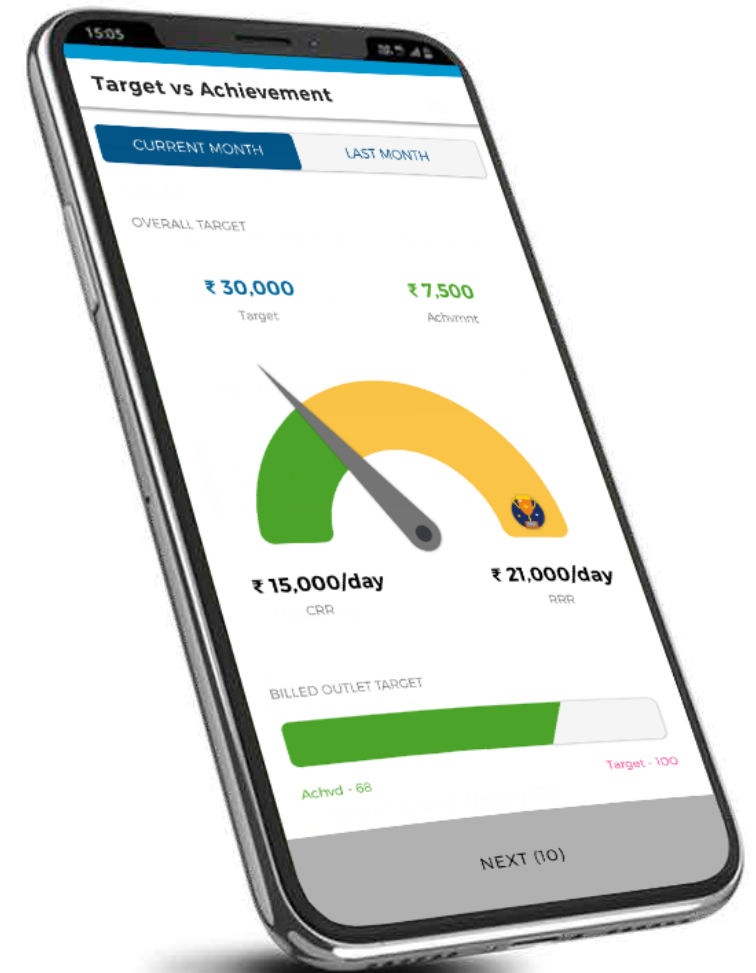 15:05
Target vs Achievement
CURRENT MONTH LAST MONTH
OVERALL TARGET
₹ 30,000 ₹ 7,500
Target Achvmnt
₹ 15,000/day ₹ 21,000/day
CRR RRR
BILLED OUTLET TARGET
Achvd - 68 Target - 100
NEXT (10)